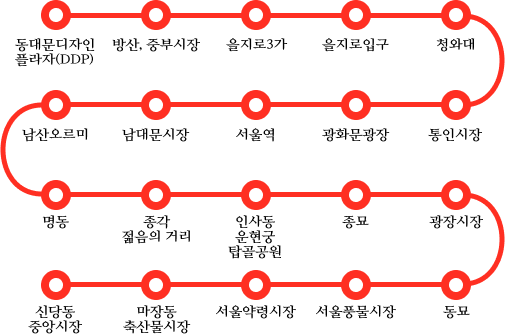 동대문디자인
플라자(DDP)
방산, 중부시장
을지로3가
을지로입구
청와대
남산오르미
남대문시장
서울역
광화문광장
통인시장
명동
종각
젊음의 거리
인사동
운현궁
탑골공원
종묘
광장시장
신당동
중앙시장
마장동
축산물시장
서울약령시장
서울풍물시장
동묘